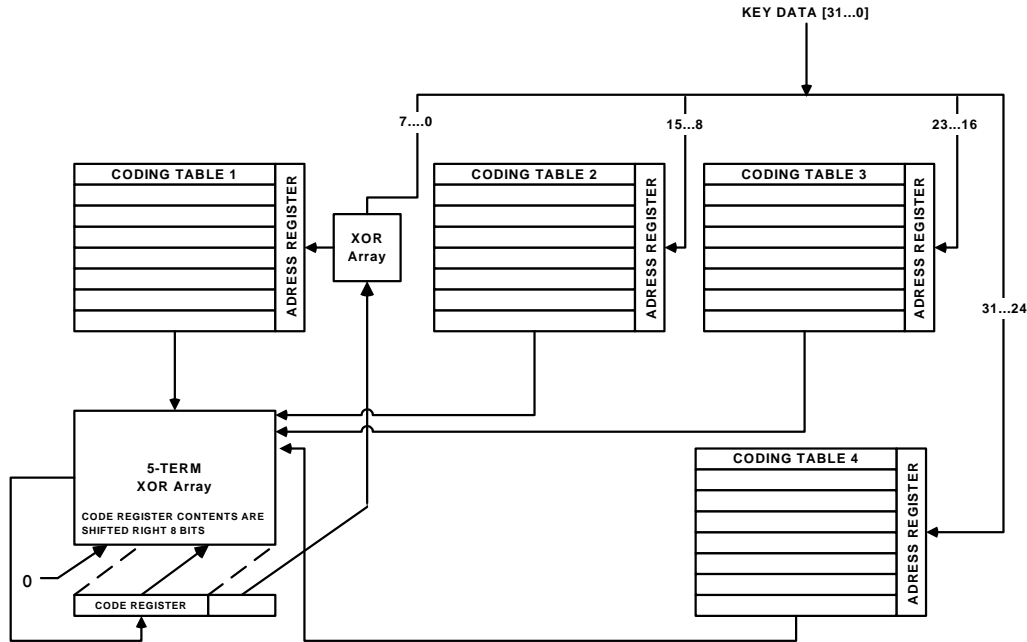 KEY DATA [31...0]
7....0
15...8
23...16
CODING TABLE 1
ADRESS REGISTER
XOR
Array
CODING TABLE 2
ADRESS REGISTER
CODING TABLE 3
ADRESS REGISTER
31...24
5-TERM
XOR Array
CODE REGISTER CONTENTS ARE
SHIFTED RIGHT 8 BITS
CODING TABLE 4
ADRESS REGISTER
0
CODE REGISTER